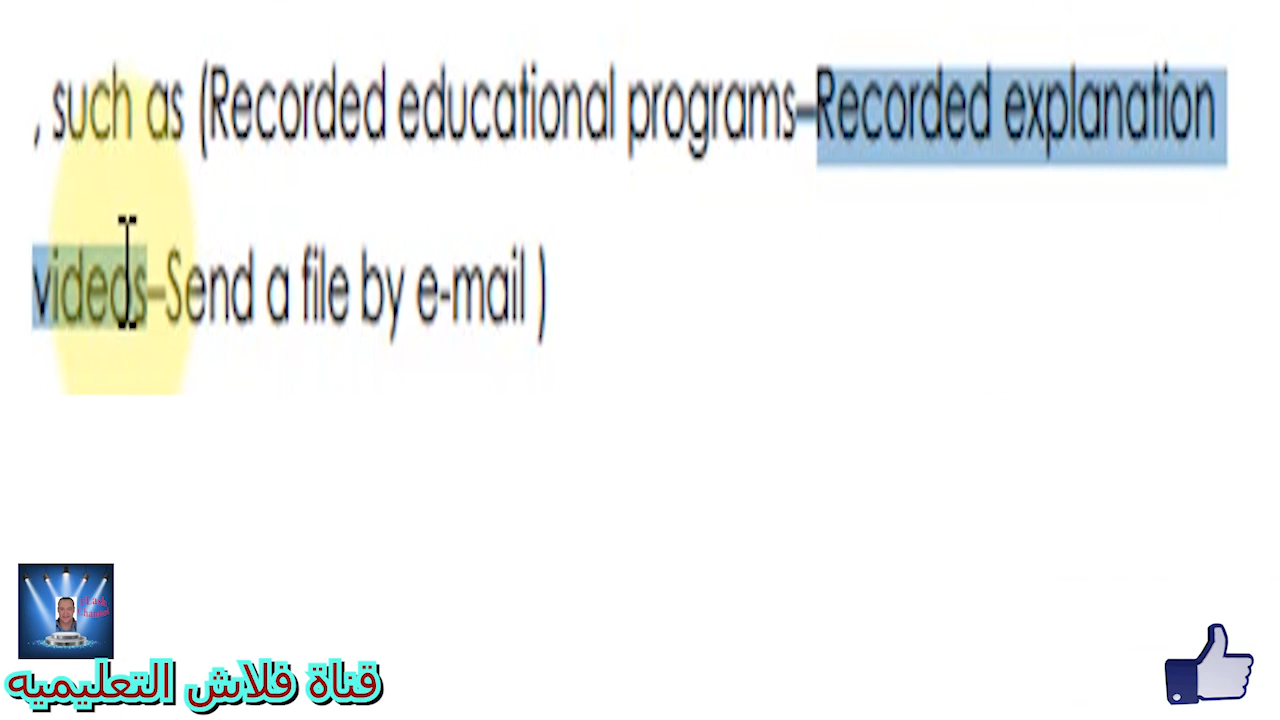 , such as (Recorded educational programs–Recorded explanation
videos–Send a file by e-mail )
قناة فلاش التعليميه